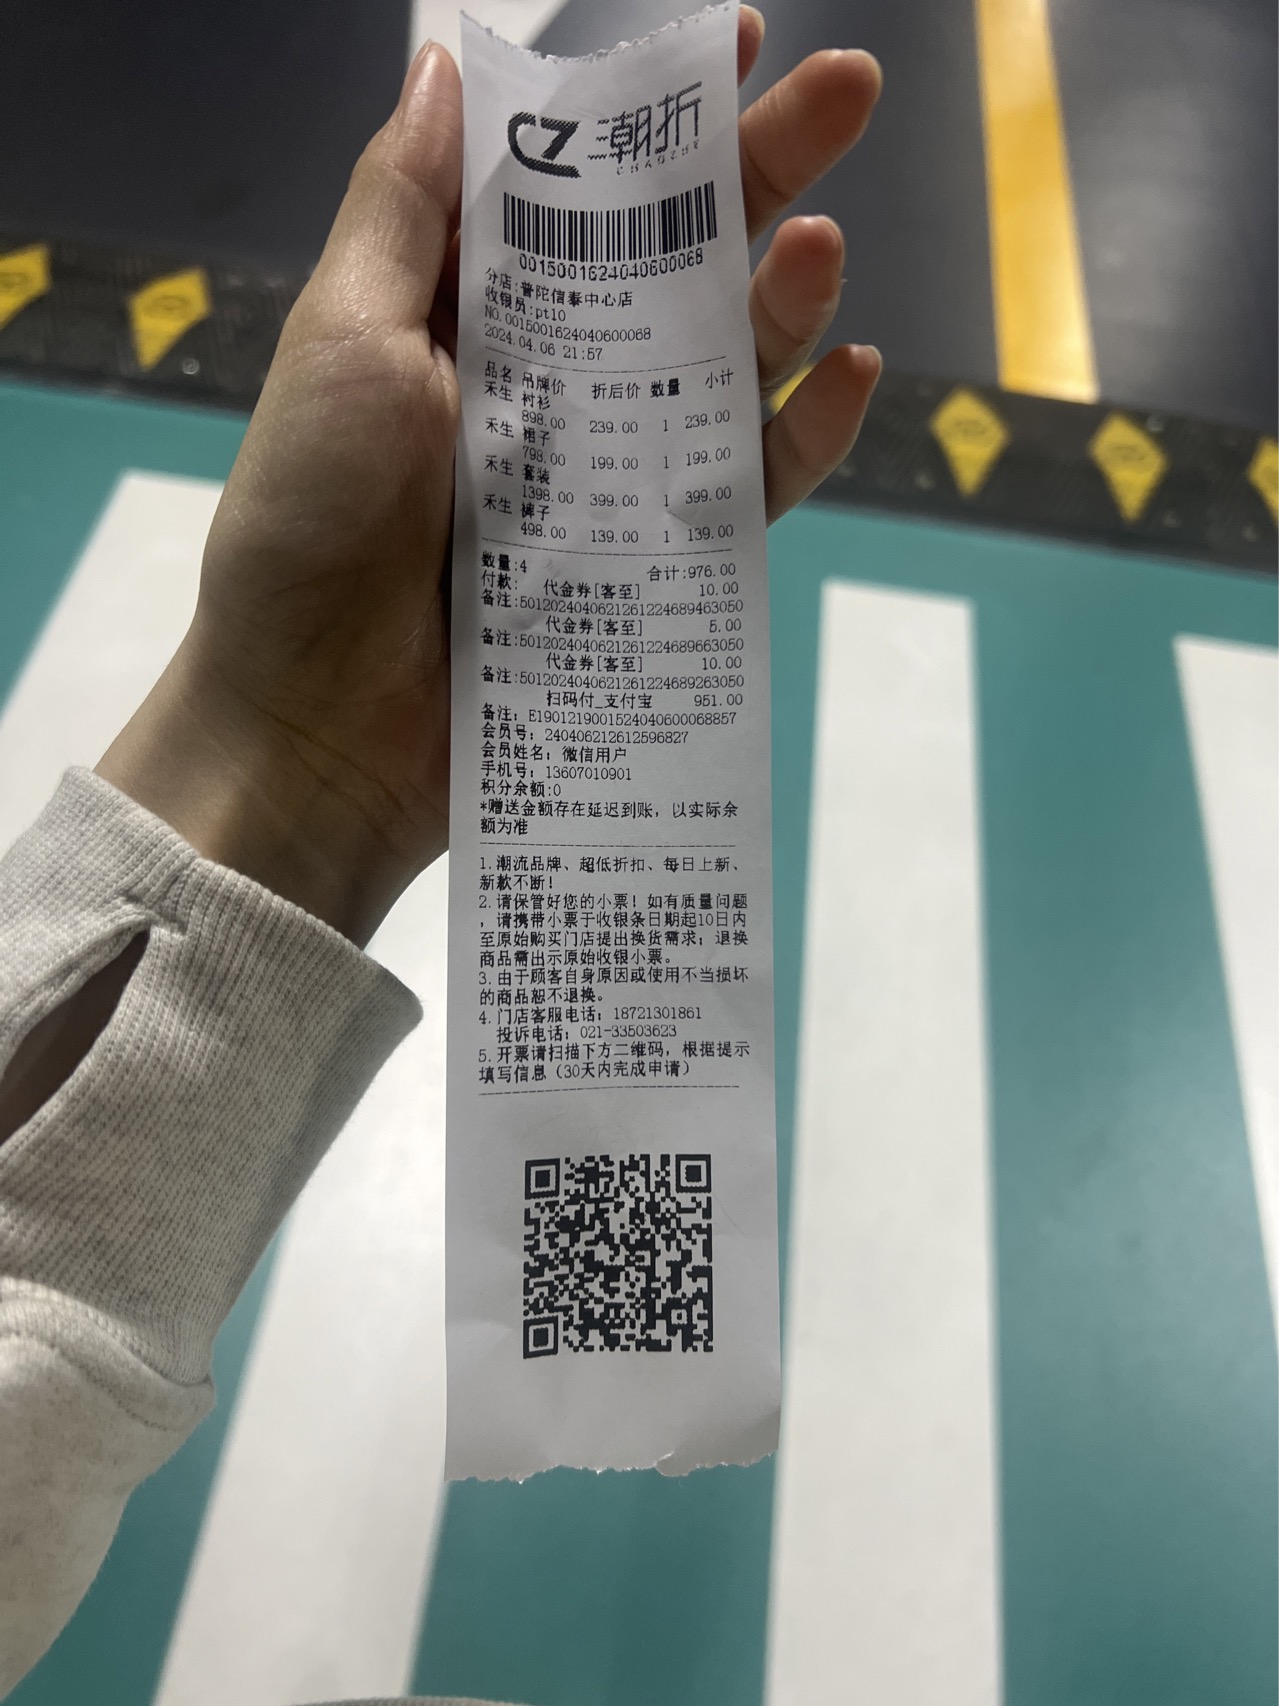 CZ 潮折
CHAOZHE
0015001624040600068
分店:普陀信泰中心店
收银员:pt10
NO.0015001624040600068
2024.04.06 21:57
品名 吊牌价 折后价 数量 小计
禾生 衬衫
898.00 239.00 1 239.00
禾生 裙子
798.00 199.00 1 199.00
禾生 套装
1398.00 399.00 1 399.00
禾生 裤子
498.00 139.00 1 139.00
数量:4 合计:976.00
付款: 代金券[客至] 10.00
备注:5012024040621261224689463050
代金券[客至] 5.00
备注:5012024040621261224689663050
代金券[客至] 10.00
备注:5012024040621261224689263050
扫码付_支付宝 951.00
备注: E1901219001524040600068857
会员号: 240406212612596827
会员姓名: 微信用户
手机号: 13607010901
积分余额:0
*赠送金额存在延迟到账, 以实际余
额为准
1.潮流品牌、超低折扣、每日上新、
新款不断!
2.请保管好您的小票! 如有质量问题
, 请携带小票于收银条日期起10日内
至原始购买门店提出换货需求; 退换
商品需出示原始收银小票。
3.由于顾客自身原因或使用不当损坏
的商品恕不退换。
4.门店客服电话: 18721301861
投诉电话: 021-33503623
5.开票请扫描下方二维码, 根据提示
填写信息 (30天内完成申请)